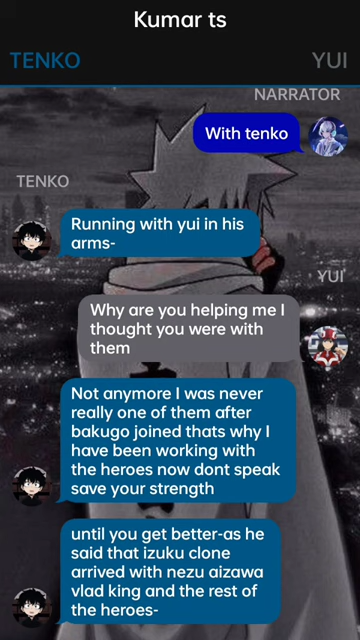 Kumar ts
TENKO
YUI
NARRATOR
With tenko
TENKO
Running with yui in his
arms-
YUI
Why are you helping me I
thought you were with
them
Not anymore I was never
really one of them after
bakugo joined thats why I
have been working with
the heroes now dont speak
save your strength
until you get better-as he
said that izuku clone
arrived with nezu aizawa
vlad king and the rest of
the heroes-